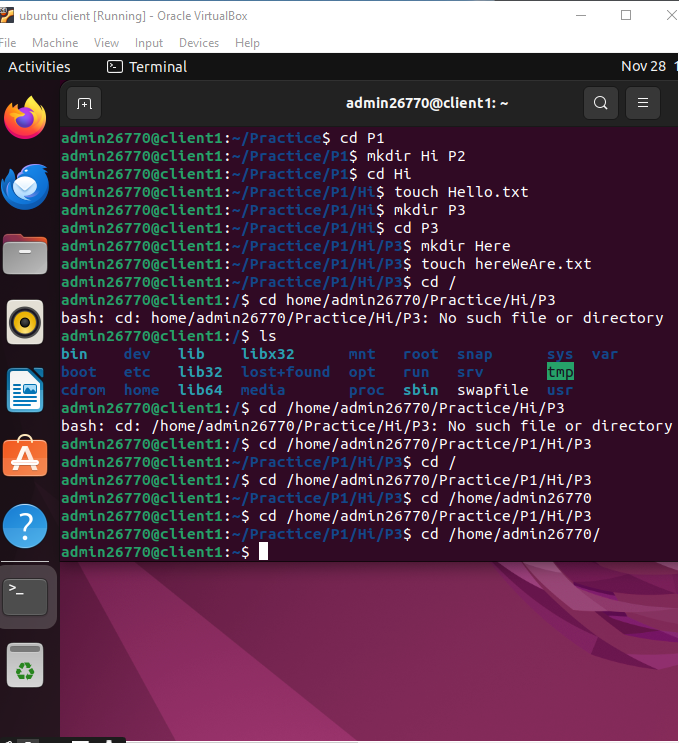 ubuntu client [Running] - Oracle VirtualBox
File Machine View Input Devices Help
Activities Terminal Nov 28 1
admin26770@client1: ~
admin26770@client1:~/Practice$ cd P1
admin26770@client1:~/Practice/P1$ mkdir Hi P2
admin26770@client1:~/Practice/P1$ cd Hi
admin26770@client1:~/Practice/P1/Hi$ touch Hello.txt
admin26770@client1:~/Practice/P1/Hi$ mkdir P3
admin26770@client1:~/Practice/P1/Hi$ cd P3
admin26770@client1:~/Practice/P1/Hi/P3$ mkdir Here
admin26770@client1:~/Practice/P1/Hi/P3$ touch hereWeAre.txt
admin26770@client1:~/Practice/P1/Hi/P3$ cd /
admin26770@client1:/$ cd home/admin26770/Practice/Hi/P3
bash: cd: home/admin26770/Practice/Hi/P3: No such file or directory
admin26770@client1:/$ ls
bin dev lib libx32 mnt root snap sys var
boot etc lib32 lost+found opt run srv tmp
cdrom home lib64 media proc sbin swapfile usr
admin26770@client1:/$ cd /home/admin26770/Practice/Hi/P3
bash: cd: /home/admin26770/Practice/Hi/P3: No such file or directory
admin26770@client1:/$ cd /home/admin26770/Practice/P1/Hi/P3
admin26770@client1:~/Practice/P1/Hi/P3$ cd /
admin26770@client1:/$ cd /home/admin26770/Practice/P1/Hi/P3
admin26770@client1:~/Practice/P1/Hi/P3$ cd /home/admin26770
admin26770@client1:~$ cd /home/admin26770/Practice/P1/Hi/P3
admin26770@client1:~/Practice/P1/Hi/P3$ cd /home/admin26770/
admin26770@client1:~$